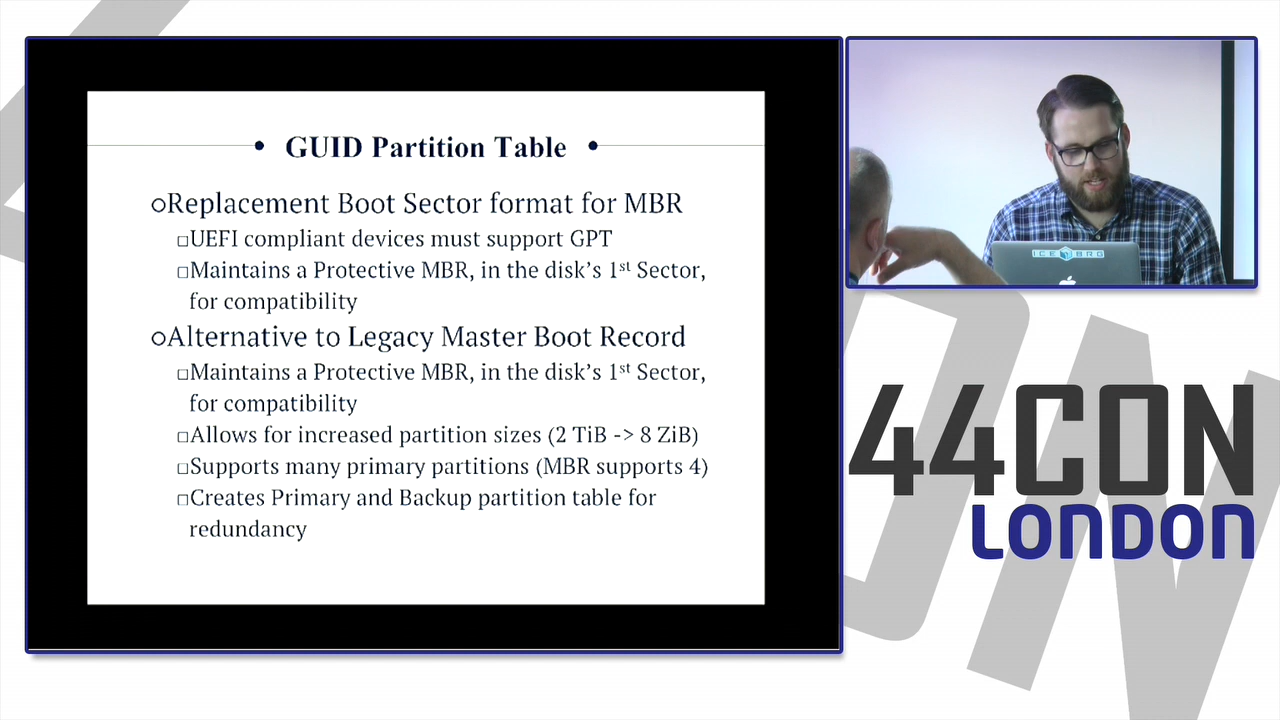 GUID Partition Table
Replacement Boot Sector format for MBR
UEFI compliant devices must support GPT
Maintains a Protective MBR, in the disk's 1st Sector,
for compatibility
Alternative to Legacy Master Boot Record
Maintains a Protective MBR, in the disk's 1st Sector,
for compatibility
Allows for increased partition sizes (2 TiB -> 8 ZiB)
Supports many primary partitions (MBR supports 4)
Creates Primary and Backup partition table for
redundancy
ICE BRG
44CON
LONDON